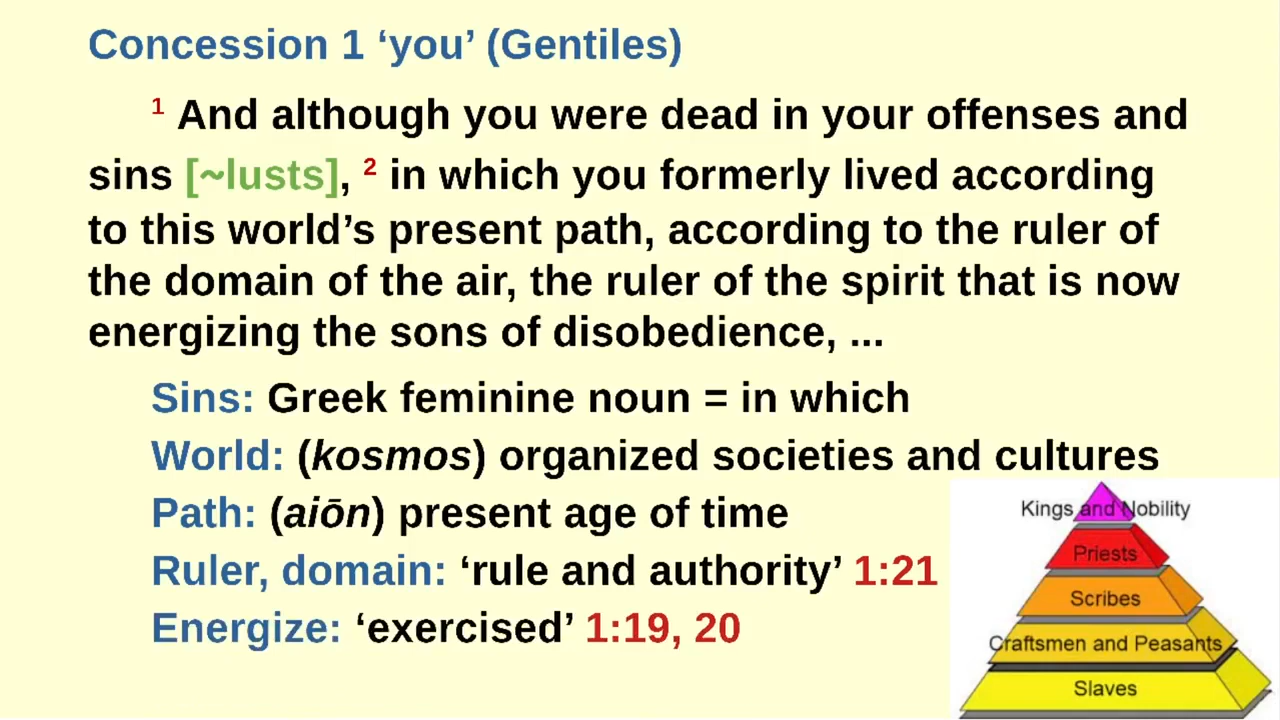 Concession 1 ‘you’ (Gentiles)
1 And although you were dead in your offenses and
sins [~lusts], 2 in which you formerly lived according
to this world’s present path, according to the ruler of
the domain of the air, the ruler of the spirit that is now
energizing the sons of disobedience, ...
Sins: Greek feminine noun = in which
World: (kosmos) organized societies and cultures
Path: (aiōn) present age of time
Ruler, domain: ‘rule and authority’ 1:21
Energize: ‘exercised’ 1:19, 20
Kings and Nobility
Priests
Scribes
Craftsmen and Peasants
Slaves